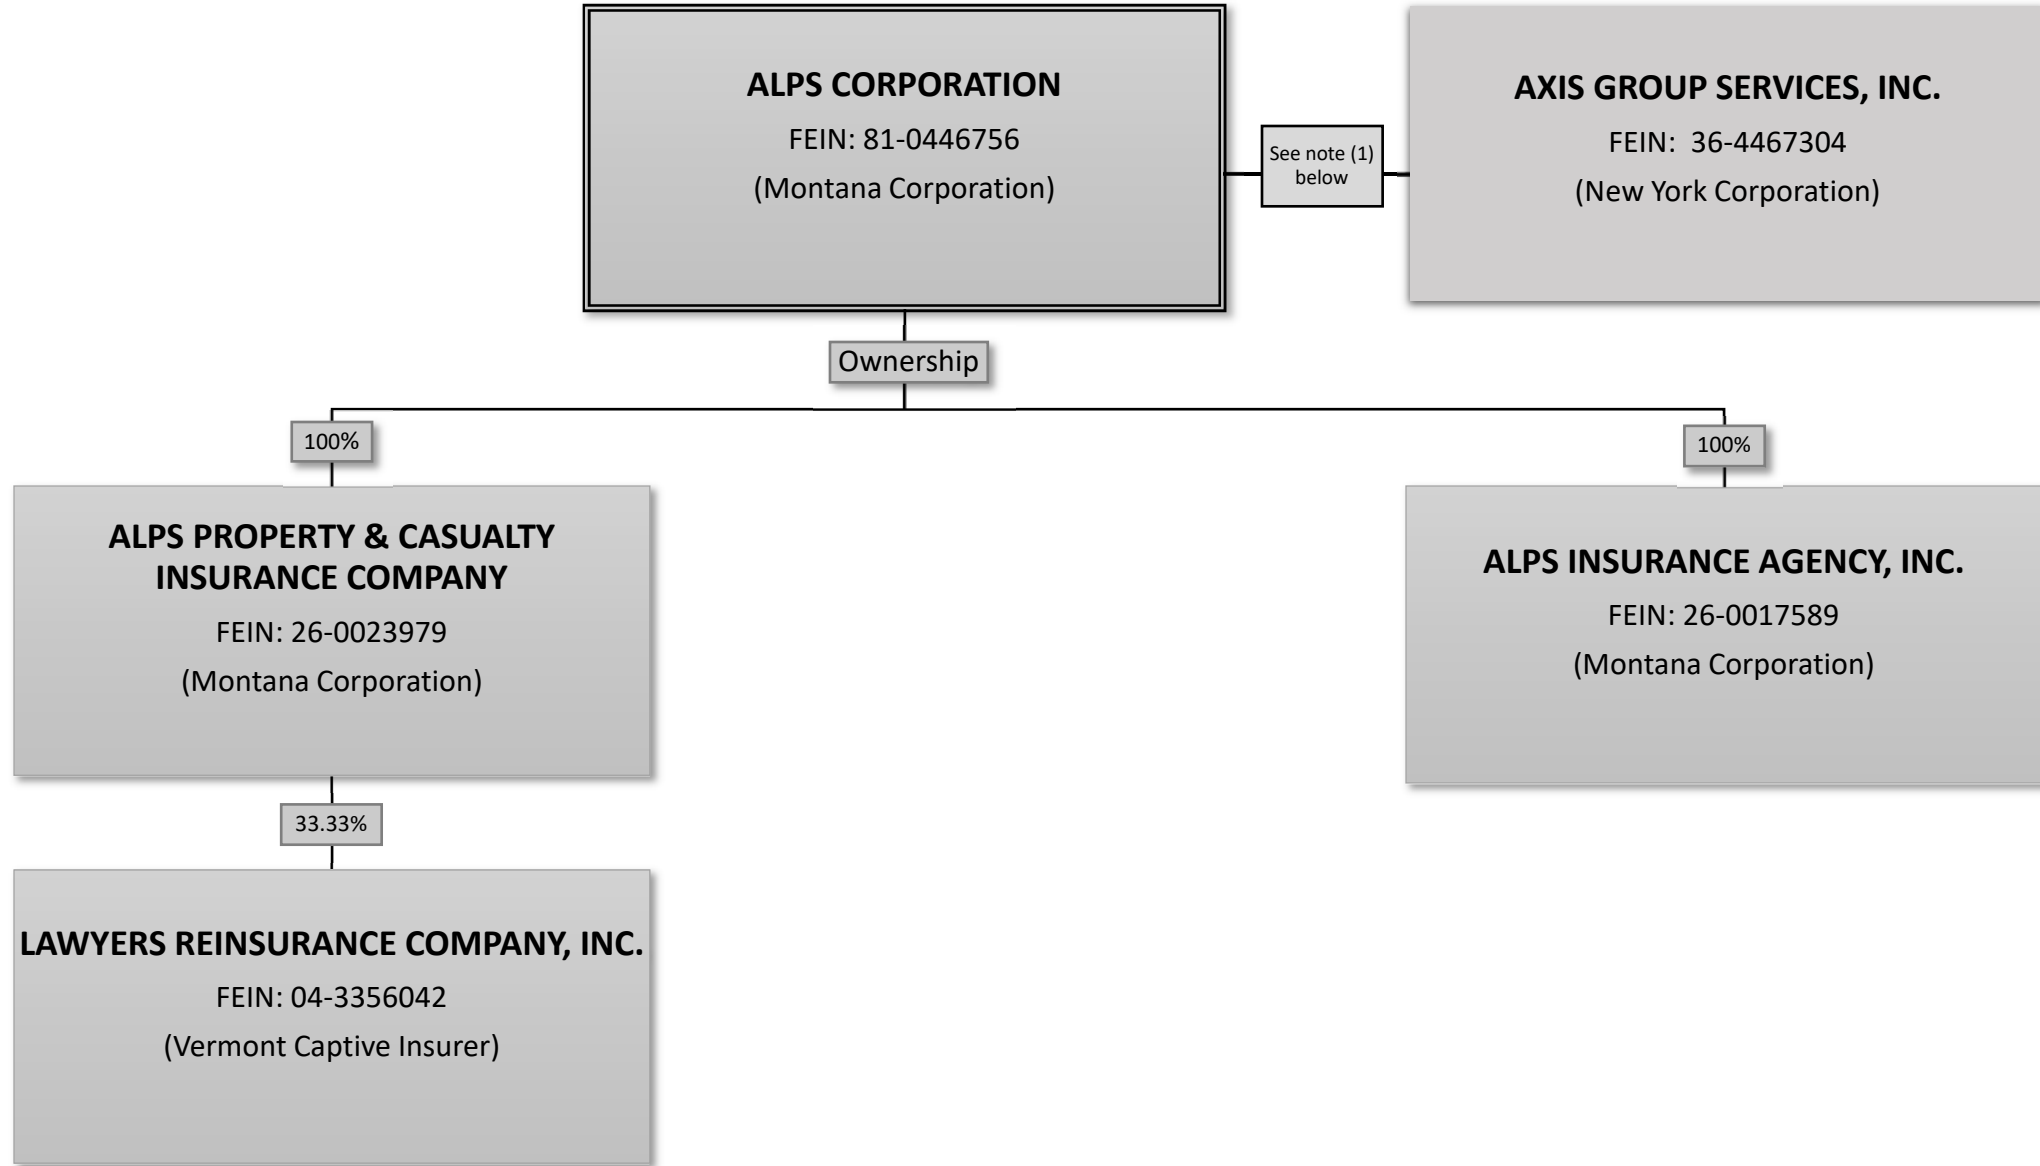 ALPS CORPORATION
FEIN: 81-0446756
(Montana Corporation)
See note (1)
below
AXIS GROUP SERVICES, INC.
FEIN: 36-4467304
(New York Corporation)
Ownership
100%
100%
ALPS PROPERTY & CASUALTY
INSURANCE COMPANY
FEIN: 26-0023979
(Montana Corporation)
ALPS INSURANCE AGENCY, INC.
FEIN: 26-0017589
(Montana Corporation)
33.33%
LAWYERS REINSURANCE COMPANY, INC.
FEIN: 04-3356042
(Vermont Captive Insurer)